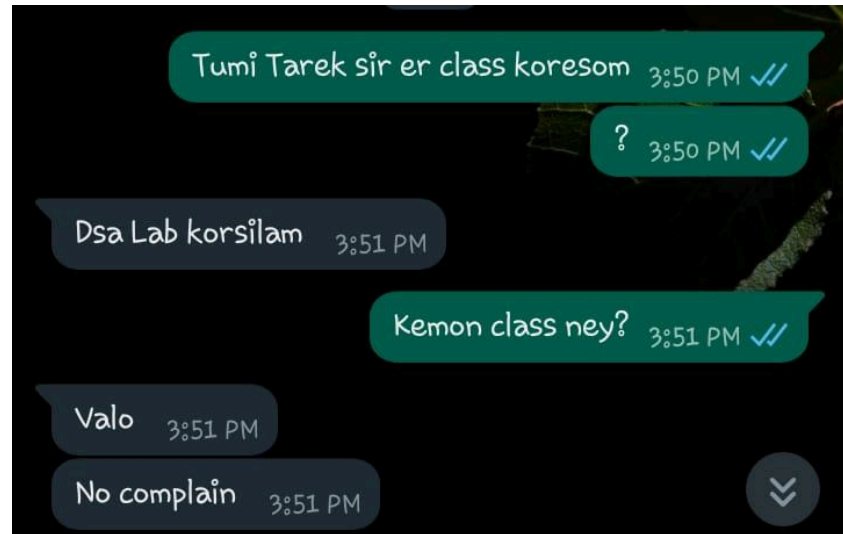 Tumi Tarek sir er class koresom 3:50 PM
? 3:50 PM
Dsa Lab korsilam 3:51 PM
Kemon class ney? 3:51 PM
Valo 3:51 PM
No complain 3:51 PM